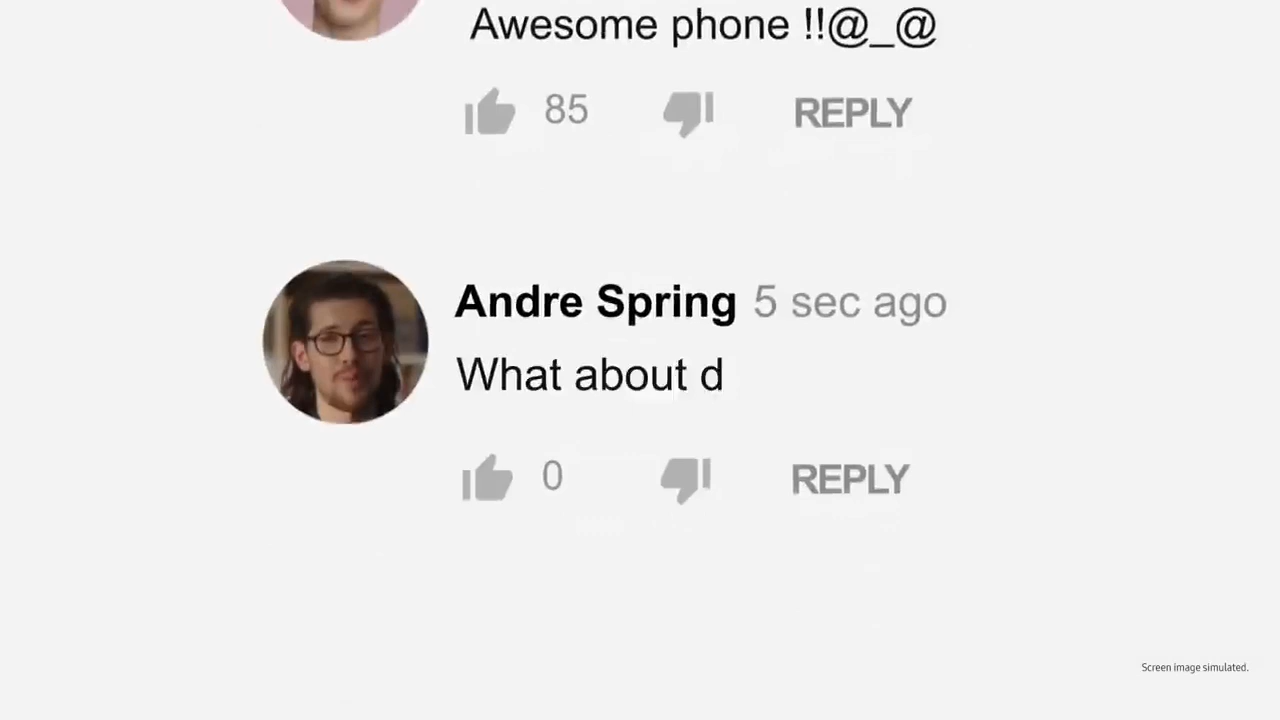 Awesome phone !!@_@
85 REPLY
Andre Spring 5 sec ago
What about d
0 REPLY
Screen image simulated.